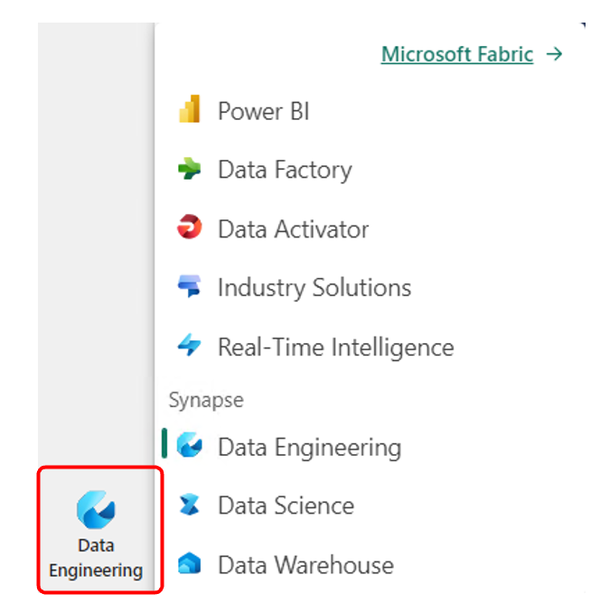 Microsoft Fabric →
Power BI
Data Factory
Data Activator
Industry Solutions
Real-Time Intelligence
Synapse
Data Engineering
Data Science
Data Warehouse
Data
Engineering